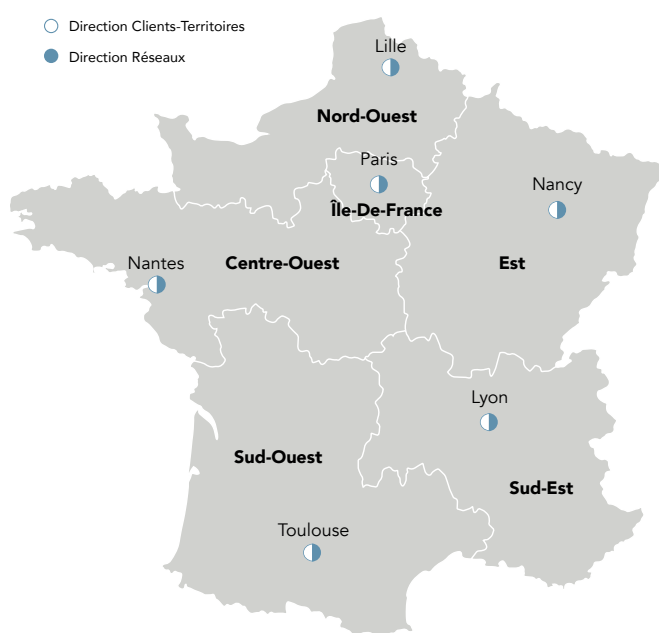 Direction Clients-Territoires
Direction Réseaux
Lille
Nord-Ouest
Paris
Île-De-France
Nancy
Nantes
Centre-Ouest
Est
Lyon
Sud-Ouest
Sud-Est
Toulouse